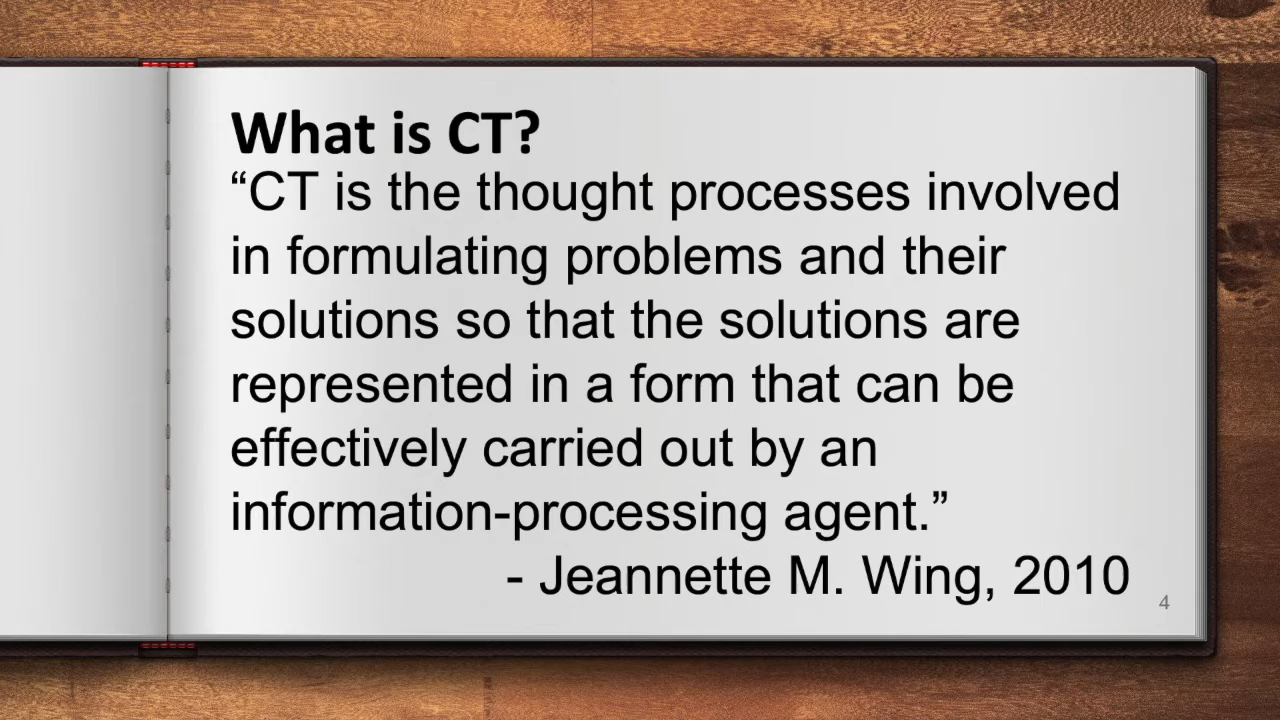 What is CT?
“CT is the thought processes involved
in formulating problems and their
solutions so that the solutions are
represented in a form that can be
effectively carried out by an
information-processing agent.”
- Jeannette M. Wing, 2010
4